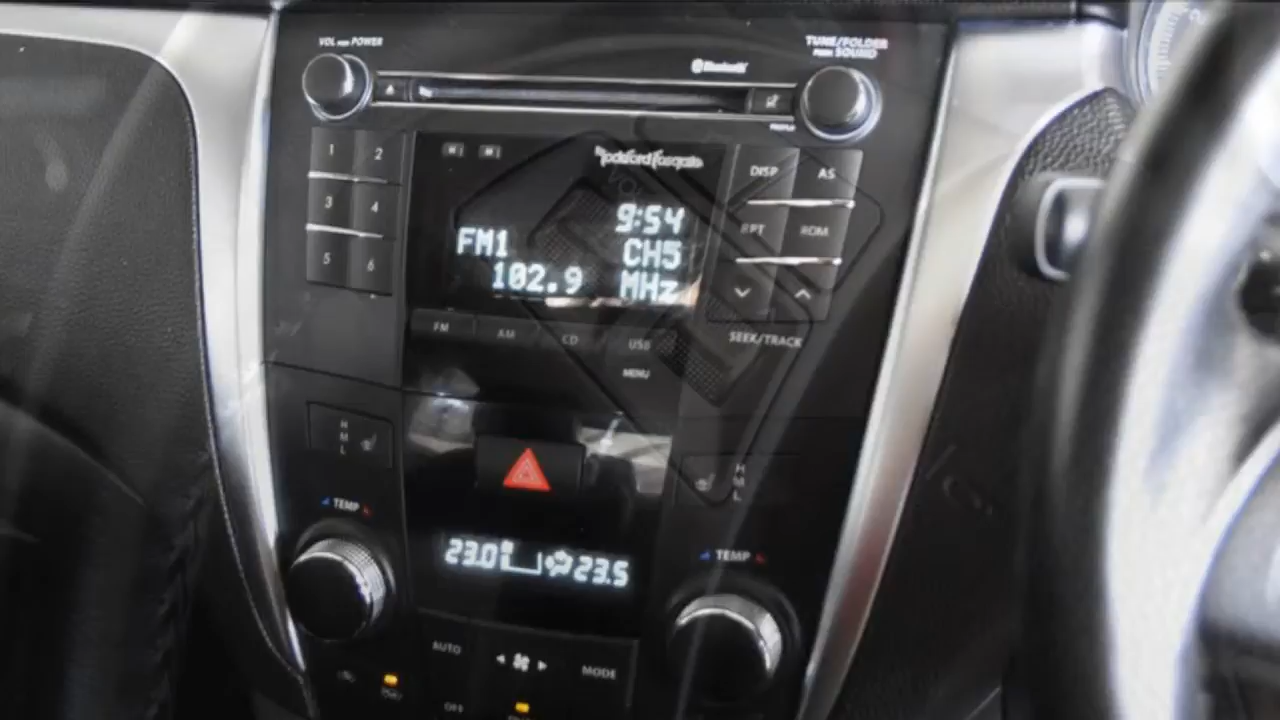 VOL PUSH POWER
TUNE/FOLDER
PUSH SOUND
Bluetooth
1 2
3 4
5 6
Rockford Fosgate
9:54
FM1 CH5
102.9 MHz
DISP AS
RPT RDM
SEEK/TRACK
FM AM CD USB
MENU
H
M
L
H
M
L
TEMP
TEMP
23.0 23.5
AUTO
MODE
OFF